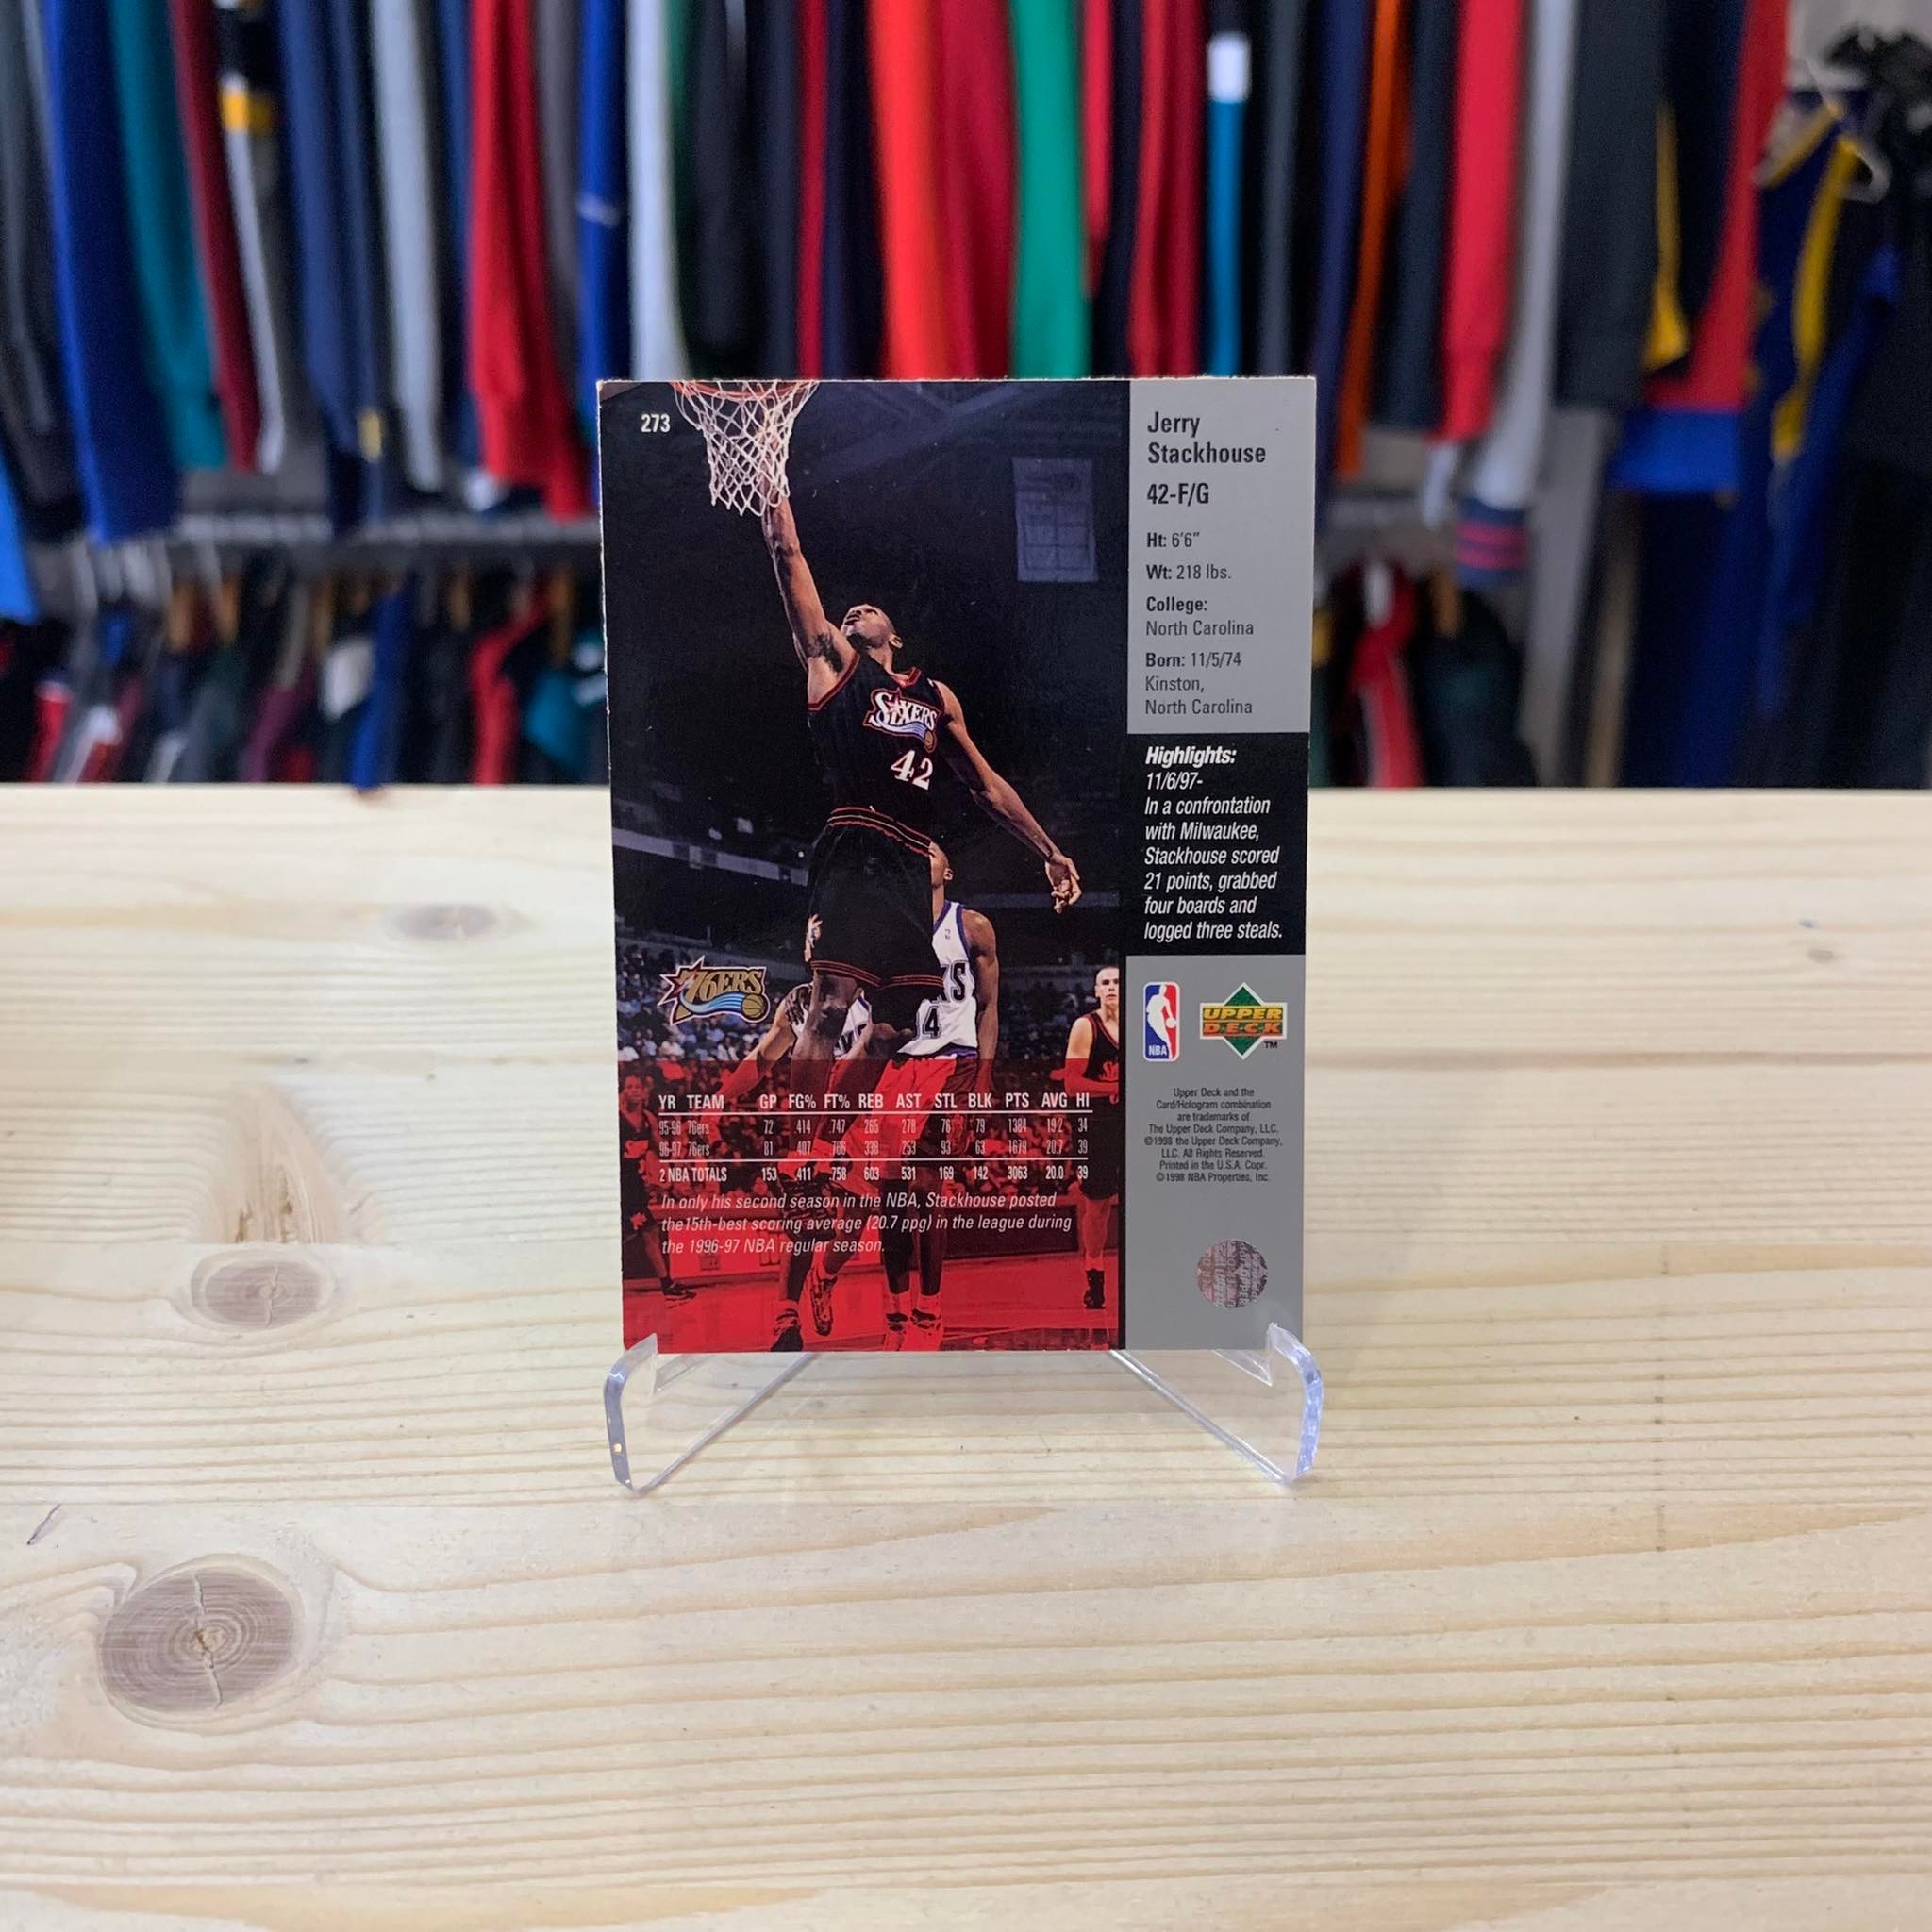 273
Jerry
Stackhouse
42-F/G
Ht: 6'6"
Wt: 218 lbs.
College:
North Carolina
Born: 11/5/74
Kinston,
North Carolina
Highlights:
11/6/97-
In a confrontation
with Milwaukee,
Stackhouse scored
21 points, grabbed
four boards and
logged three steals.
SIXERS
42
76ERS
KS
4
NBA
UPPER
DECK
TM
YR TEAM GP FG% FT% REB AST STL BLK PTS AVG HI
95-96 76ers 72 .414 .747 265 278 76 79 1384 19.2 34
96-97 76ers 81 .407 .766 338 253 93 63 1679 20.7 39
2 NBA TOTALS 153 .411 .758 603 531 169 142 3063 20.0 39
In only his second season in the NBA, Stackhouse posted
the15th-best scoring average (20.7 ppg) in the league during
the 1996-97 NBA regular season.
Upper Deck and the
Card/Hologram combination
are trademarks of
The Upper Deck Company, LLC.
©1998 the Upper Deck Company,
LLC. All Rights Reserved.
Printed in the U.S.A. Copr.
©1998 NBA Properties, Inc.